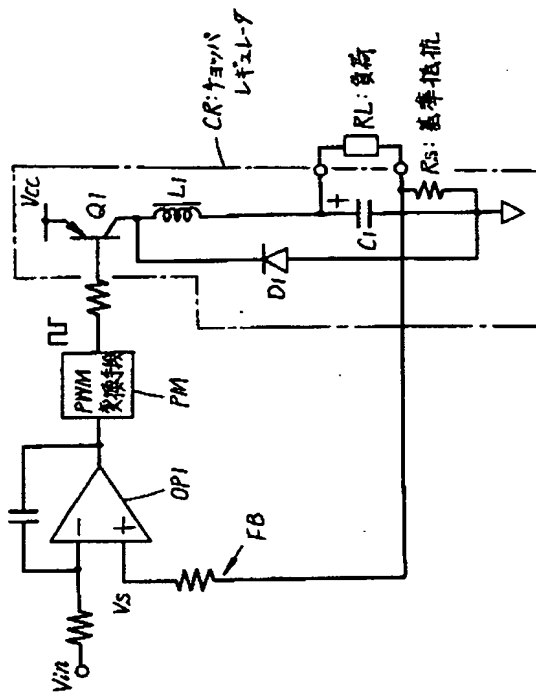 Vin
Vs
−
+
OP1
FB
PWM
変換手段
PM
Vcc
Q1
L1
D1
C1
+
CR:チョッパ
レギュレータ
RL:負荷
Rs:基準抵抗